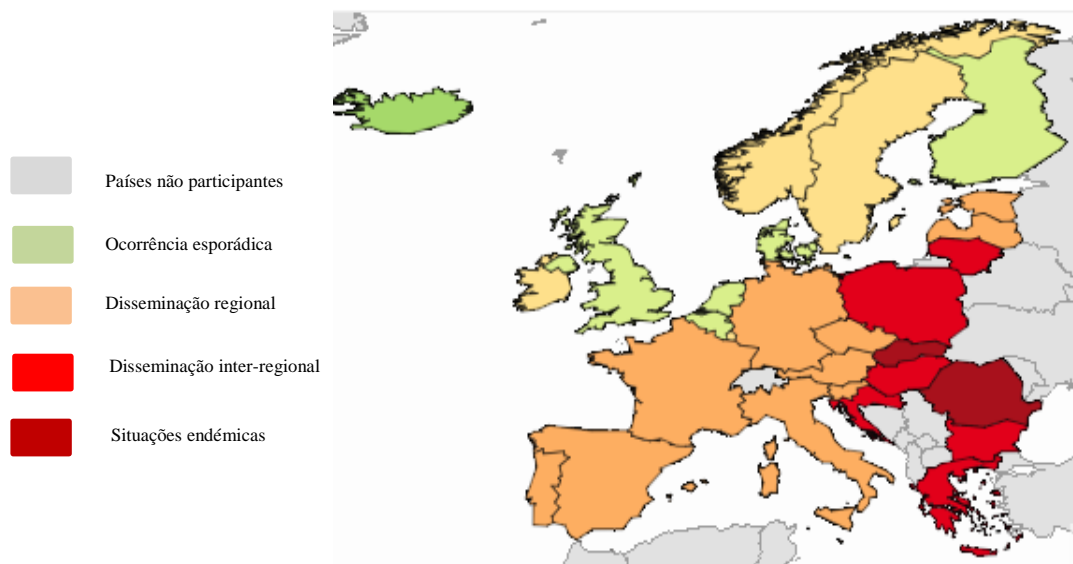 Países não participantes
Ocorrência esporádica
Disseminação regional
Disseminação inter-regional
Situações endémicas